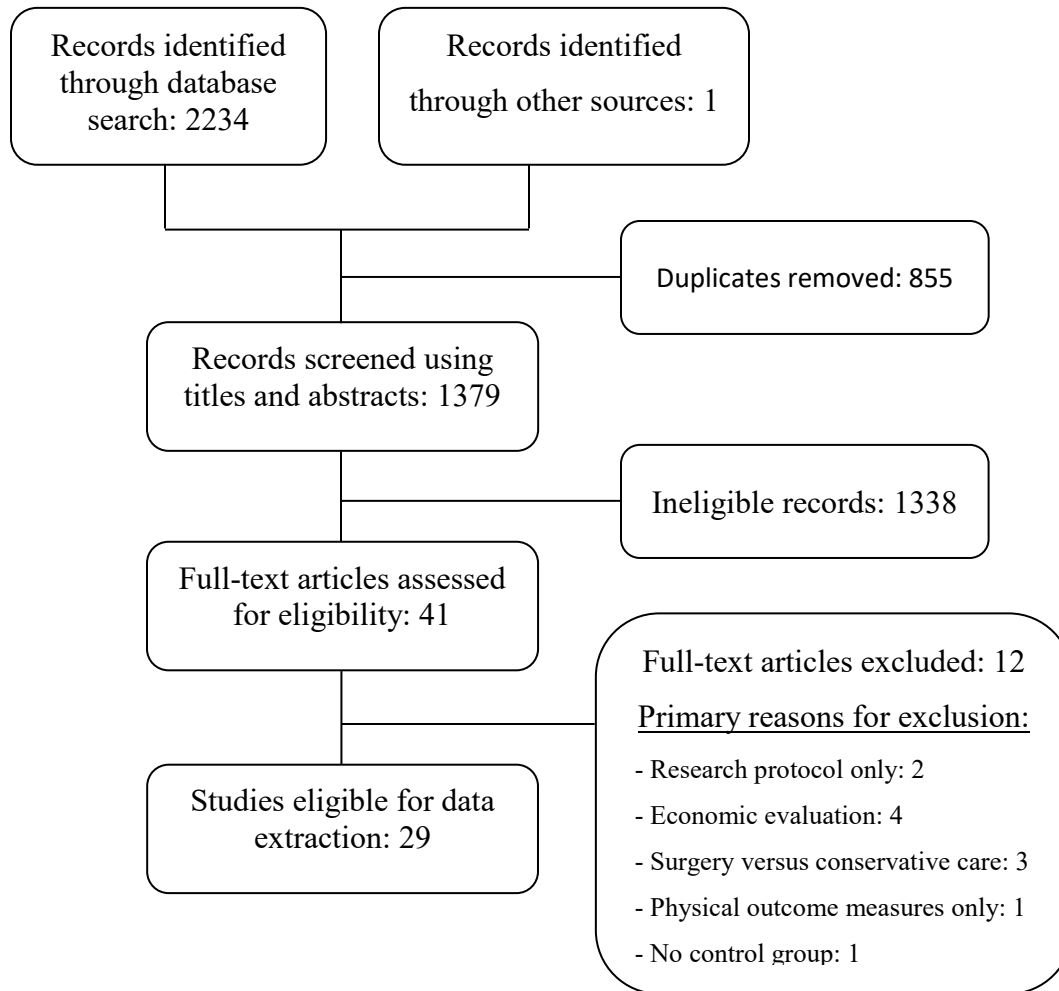 Records identified
through database
search: 2234
Records identified
through other sources: 1
Duplicates removed: 855
Records screened using
titles and abstracts: 1379
Ineligible records: 1338
Full-text articles assessed
for eligibility: 41
Full-text articles excluded: 12
Primary reasons for exclusion:
- Research protocol only: 2
- Economic evaluation: 4
- Surgery versus conservative care: 3
- Physical outcome measures only: 1
- No control group: 1
Studies eligible for data
extraction: 29